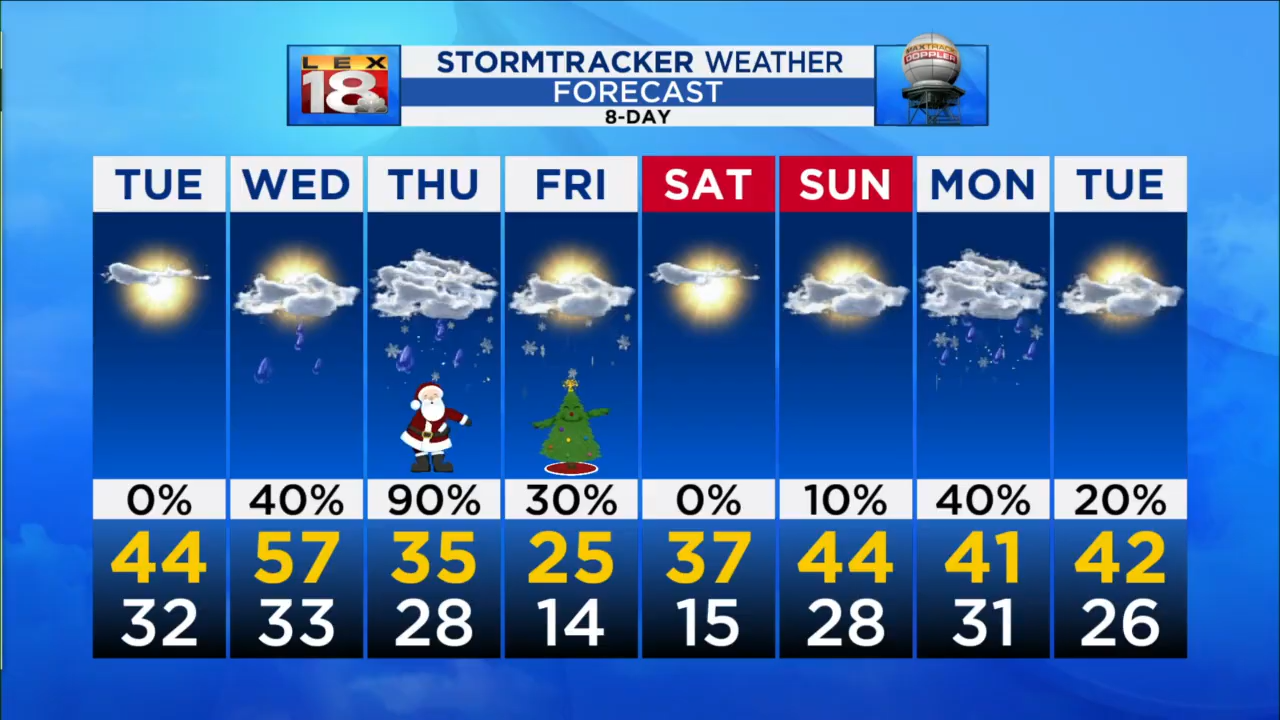 LEX
18
STORMTRACKER WEATHER
FORECAST
8-DAY
MAXTRACK
DOPPLER
TUE WED THU FRI SAT SUN MON TUE
0% 40% 90% 30% 0% 10% 40% 20%
44 57 35 25 37 44 41 42
32 33 28 14 15 28 31 26